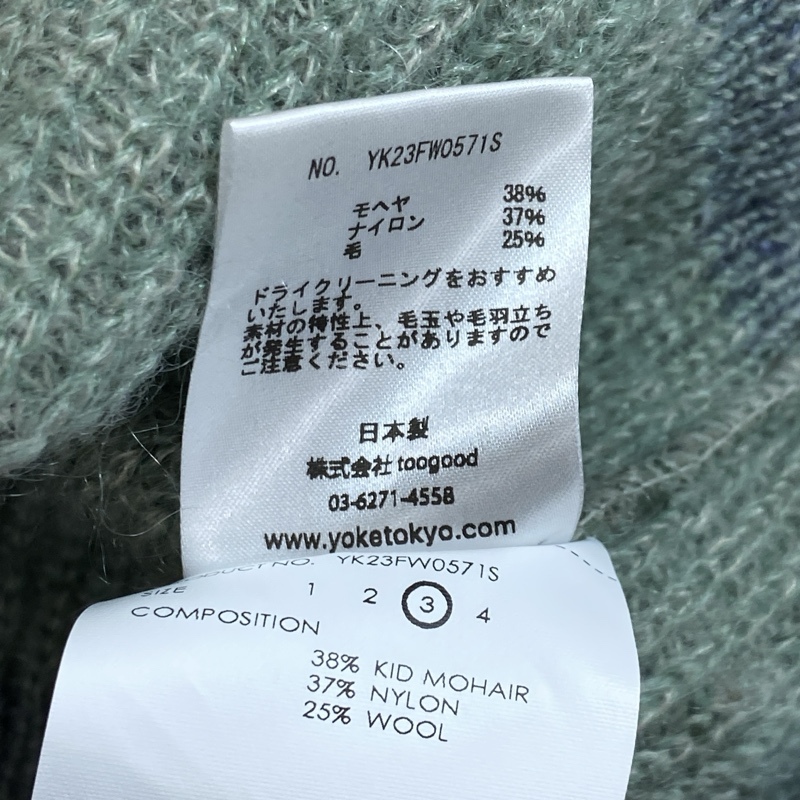 NO. YK23FW0571S
モヘヤ 38%
ナイロン 37%
毛 25%
ドライクリーニングをおすすめ
いたします。
素材の特性上、毛玉や毛羽立ち
が発生することがありますので
ご注意ください。
日本製
株式会社 toogood
03-6271-4558
www.yoketokyo.com
NO. YK23FW0571S
SIZE 1 2 3 4
COMPOSITION
38% KID MOHAIR
37% NYLON
25% WOOL